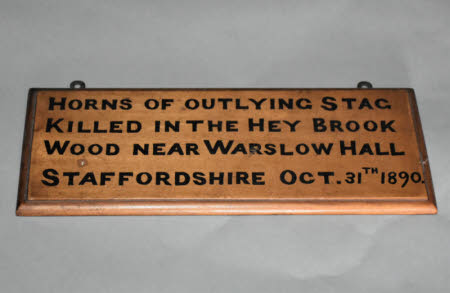 Horns of outlying Stag
Killed in the Hey Brook
Wood near Warslow Hall
Staffordshire Oct. 31TH 1890.